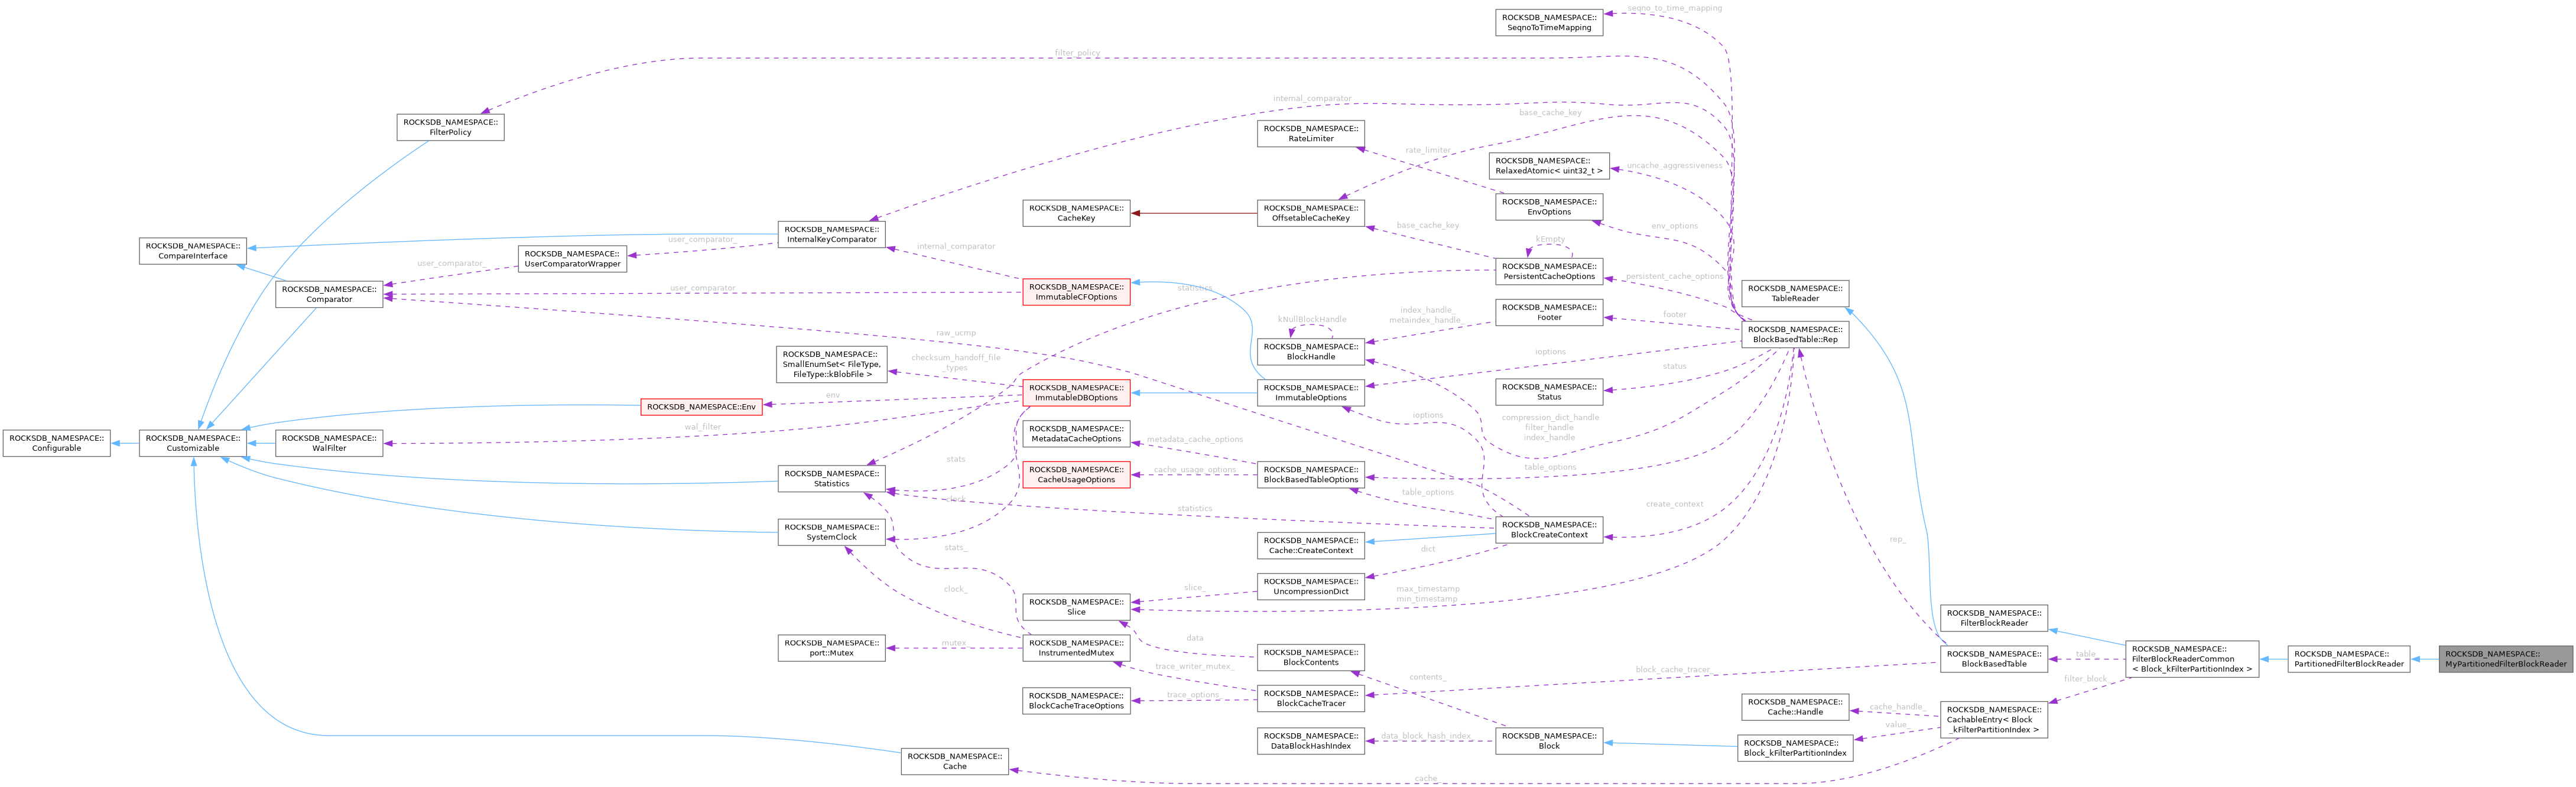 seqno_to_time_mapping
ROCKSDB_NAMESPACE::
SeqnoToTimeMapping
filter_policy
internal_comparator
base_cache_key
ROCKSDB_NAMESPACE::
FilterPolicy
ROCKSDB_NAMESPACE::
RateLimiter
rate_limiter
ROCKSDB_NAMESPACE::
RelaxedAtomic< uint32_t >
uncache_aggressiveness
ROCKSDB_NAMESPACE::
CacheKey
ROCKSDB_NAMESPACE::
OffsetableCacheKey
ROCKSDB_NAMESPACE::
EnvOptions
env_options
base_cache_key
ROCKSDB_NAMESPACE::
InternalKeyComparator
ROCKSDB_NAMESPACE::
CompareInterface
user_comparator_
internal_comparator
kEmpty
ROCKSDB_NAMESPACE::
UserComparatorWrapper
user_comparator_
ROCKSDB_NAMESPACE::
PersistentCacheOptions
persistent_cache_options
ROCKSDB_NAMESPACE::
Comparator
user_comparator
ROCKSDB_NAMESPACE::
ImmutableCFOptions
statistics
ROCKSDB_NAMESPACE::
TableReader
ROCKSDB_NAMESPACE::
Footer
footer
index_handle_
metaindex_handle_
kNullBlockHandle
ROCKSDB_NAMESPACE::
BlockBasedTable::Rep
raw_ucmp
ROCKSDB_NAMESPACE::
BlockHandle
ioptions
ROCKSDB_NAMESPACE::
SmallEnumSet< FileType,
FileType::kBlobFile >
checksum_handoff_file
_types
status
ROCKSDB_NAMESPACE::
ImmutableDBOptions
ROCKSDB_NAMESPACE::
ImmutableOptions
ROCKSDB_NAMESPACE::
Status
env
ROCKSDB_NAMESPACE::Env
ioptions
compression_dict_handle
filter_handle
index_handle
wal_filter
ROCKSDB_NAMESPACE::
MetadataCacheOptions
metadata_cache_options
ROCKSDB_NAMESPACE::
Configurable
ROCKSDB_NAMESPACE::
Customizable
ROCKSDB_NAMESPACE::
WalFilter
stats
ROCKSDB_NAMESPACE::
Statistics
ROCKSDB_NAMESPACE::
CacheUsageOptions
cache_usage_options
ROCKSDB_NAMESPACE::
BlockBasedTableOptions
table_options
table_options
clock
statistics
create_context
ROCKSDB_NAMESPACE::
SystemClock
ROCKSDB_NAMESPACE::
BlockCreateContext
ROCKSDB_NAMESPACE::
Cache::CreateContext
stats_
dict
rep_
ROCKSDB_NAMESPACE::
UncompressionDict
clock_
slice_
max_timestamp
min_timestamp
ROCKSDB_NAMESPACE::
Slice
ROCKSDB_NAMESPACE::
FilterBlockReader
data
ROCKSDB_NAMESPACE::
port::Mutex
mutex_
ROCKSDB_NAMESPACE::
InstrumentedMutex
ROCKSDB_NAMESPACE::
BlockContents
ROCKSDB_NAMESPACE::
BlockBasedTable
table_
ROCKSDB_NAMESPACE::
FilterBlockReaderCommon
< Block_kFilterPartitionIndex >
ROCKSDB_NAMESPACE::
PartitionedFilterBlockReader
ROCKSDB_NAMESPACE::
MyPartitionedFilterBlockReader
trace_writer_mutex_
block_cache_tracer_
contents_
filter_block_
ROCKSDB_NAMESPACE::
BlockCacheTraceOptions
trace_options_
ROCKSDB_NAMESPACE::
BlockCacheTracer
ROCKSDB_NAMESPACE::
Cache::Handle
cache_handle_
ROCKSDB_NAMESPACE::
CachableEntry< Block
_kFilterPartitionIndex >
value_
ROCKSDB_NAMESPACE::
DataBlockHashIndex
data_block_hash_index_
ROCKSDB_NAMESPACE::
Block
ROCKSDB_NAMESPACE::
Block_kFilterPartitionIndex
ROCKSDB_NAMESPACE::
Cache
cache_